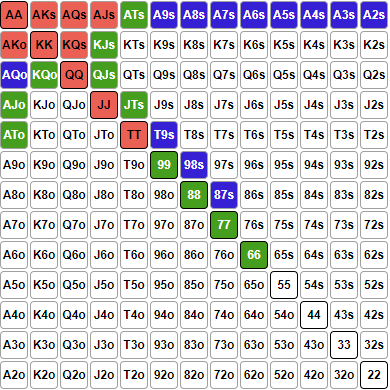 AA AKs AQs AJs ATs A9s A8s A7s A6s A5s A4s A3s A2s
AKo KK KQs KJs KTs K9s K8s K7s K6s K5s K4s K3s K2s
AQo KQo QQ QJs QTs Q9s Q8s Q7s Q6s Q5s Q4s Q3s Q2s
AJo KJo QJo JJ JTs J9s J8s J7s J6s J5s J4s J3s J2s
ATo KTo QTo JTo TT T9s T8s T7s T6s T5s T4s T3s T2s
A9o K9o Q9o J9o T9o 99 98s 97s 96s 95s 94s 93s 92s
A8o K8o Q8o J8o T8o 98o 88 87s 86s 85s 84s 83s 82s
A7o K7o Q7o J7o T7o 97o 87o 77 76s 75s 74s 73s 72s
A6o K6o Q6o J6o T6o 96o 86o 76o 66 65s 64s 63s 62s
A5o K5o Q5o J5o T5o 95o 85o 75o 65o 55 54s 53s 52s
A4o K4o Q4o J4o T4o 94o 84o 74o 64o 54o 44 43s 42s
A3o K3o Q3o J3o T3o 93o 83o 73o 63o 53o 43o 33 32s
A2o K2o Q2o J2o T2o 92o 82o 72o 62o 52o 42o 32o 22